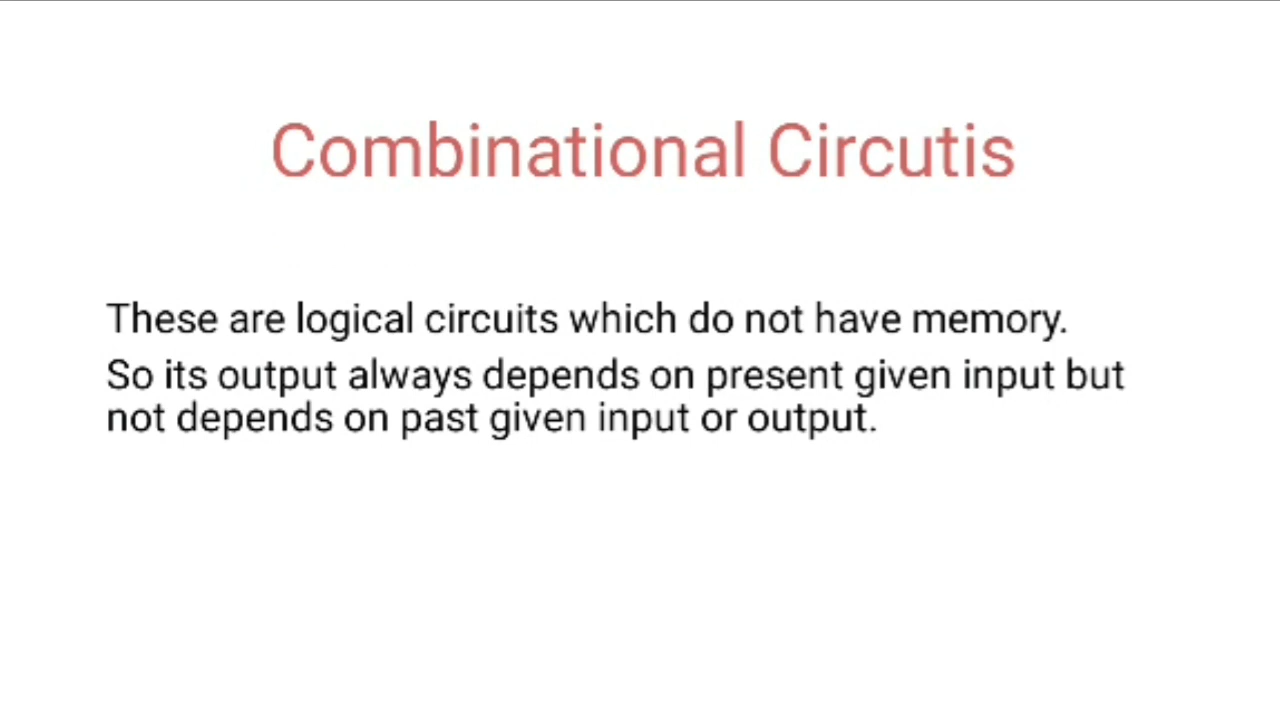 Combinational Circutis
These are logical circuits which do not have memory.
So its output always depends on present given input but
not depends on past given input or output.